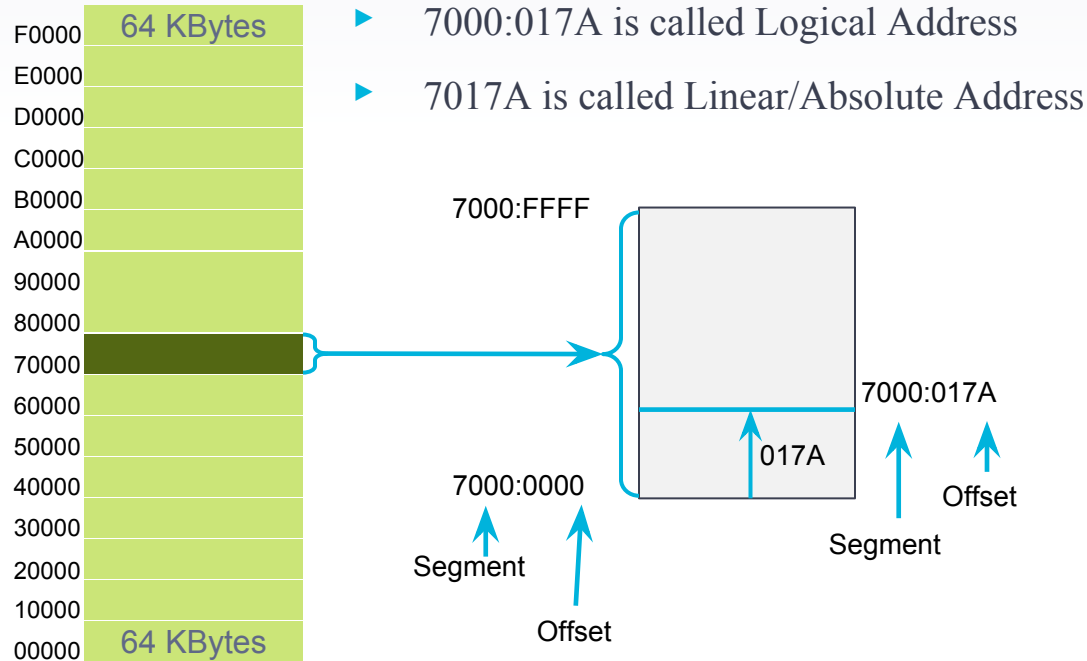 7000:017A is called Logical Address
7017A is called Linear/Absolute Address
64 KBytes
F0000
E0000
D0000
C0000
B0000
A0000
90000
80000
70000
60000
50000
40000
30000
20000
10000
00000
64 KBytes
7000:FFFF
7000:017A
017A
7000:0000
Offset
Segment
Segment
Offset